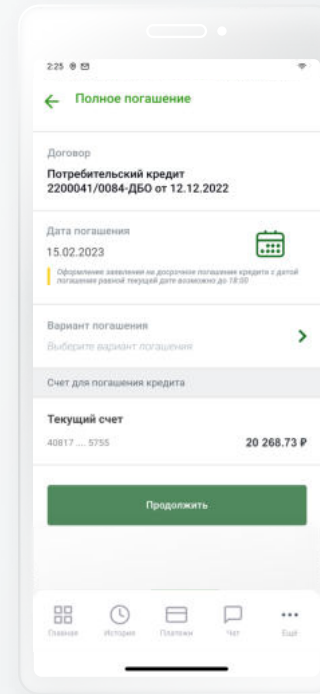 2:25
Полное погашение
Договор
Потребительский кредит
2200041/0084-ДБО от 12.12.2022
Дата погашения
15.02.2023
Оформление заявления на досрочное погашение кредита с датой
погашения равной текущей дате возможно до 18:00
Вариант погашения
Выберите вариант погашения
Счет для погашения кредита
Текущий счет
40817 ... 5755 20 268.73 ₽
Продолжить
Главная История Платежи Чат Ещё